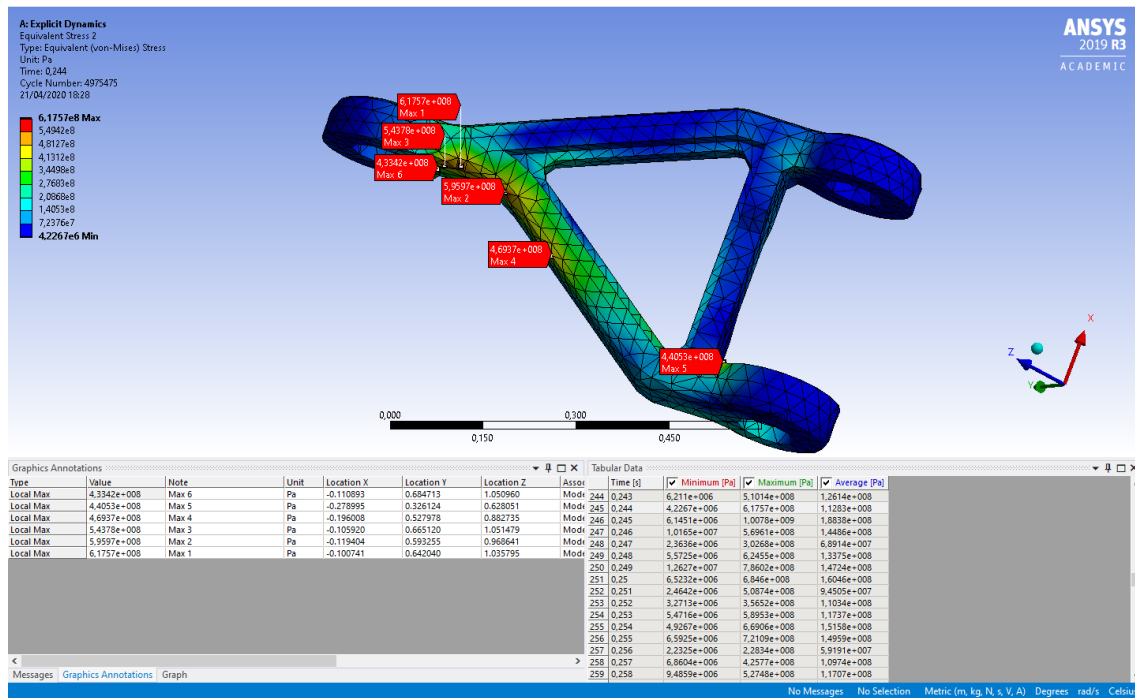 A: Explicit Dynamics
Equivalent Stress 2
Type: Equivalent (von-Mises) Stress
Unit: Pa
Time: 0,244
Cycle Number: 4975475
21/04/2020 18:28
6,1757e8 Max
5,4942e8
4,8127e8
4,1312e8
3,4498e8
2,7683e8
2,0868e8
1,4053e8
7,2376e7
4,2267e6 Min
ANSYS
2019 R3
ACADEMIC
6,1757e+008
Max 1
5,4378e+008
Max 3
4,3342e+008
Max 6
5,9597e+008
Max 2
4,6937e+008
Max 4
4,4053e+008
Max 5
0,000 0,300
0,150 0,450
X
Z
Y
Graphics Annotations
Type Value Note Unit Location X Location Y Location Z Assoc
Local Max 4,3342e+008 Max 6 Pa -0.110893 0.684713 1.050960 Mode
Local Max 4,4053e+008 Max 5 Pa -0.278995 0.326124 0.628051 Mode
Local Max 4,6937e+008 Max 4 Pa -0.196008 0.527978 0.882735 Mode
Local Max 5,4378e+008 Max 3 Pa -0.105920 0.665120 1.051479 Mode
Local Max 5,9597e+008 Max 2 Pa -0.119404 0.593255 0.968641 Mode
Local Max 6,1757e+008 Max 1 Pa -0.100741 0.642040 1.035795 Mode
Messages Graphics Annotations Graph
Tabular Data
Time [s] Minimum [Pa] Maximum [Pa] Average [Pa]
244 0,243 6,211e+006 5,1014e+008 1,2614e+008
245 0,244 4,2267e+006 6,1757e+008 1,1283e+008
246 0,245 6,1451e+006 1,0078e+009 1,8838e+008
247 0,246 1,0165e+007 5,6961e+008 1,4486e+008
248 0,247 2,3636e+006 3,0268e+008 6,8914e+007
249 0,248 5,5725e+006 6,2455e+008 1,3375e+008
250 0,249 1,2627e+007 7,8602e+008 1,4724e+008
251 0,25 6,5232e+006 6,846e+008 1,6046e+008
252 0,251 2,4642e+006 5,0874e+008 9,4505e+007
253 0,252 3,2713e+006 3,5652e+008 1,1034e+008
254 0,253 5,4716e+006 5,8953e+008 1,1737e+008
255 0,254 4,9267e+006 6,6906e+008 1,5158e+008
256 0,255 6,5925e+006 7,2109e+008 1,4959e+008
257 0,256 2,2325e+006 2,2834e+008 5,9191e+007
258 0,257 6,8604e+006 4,2577e+008 1,0974e+008
259 0,258 9,4859e+006 5,2748e+008 1,1707e+008
No Messages No Selection Metric (m, kg, N, s, V, A) Degrees rad/s Celsiu